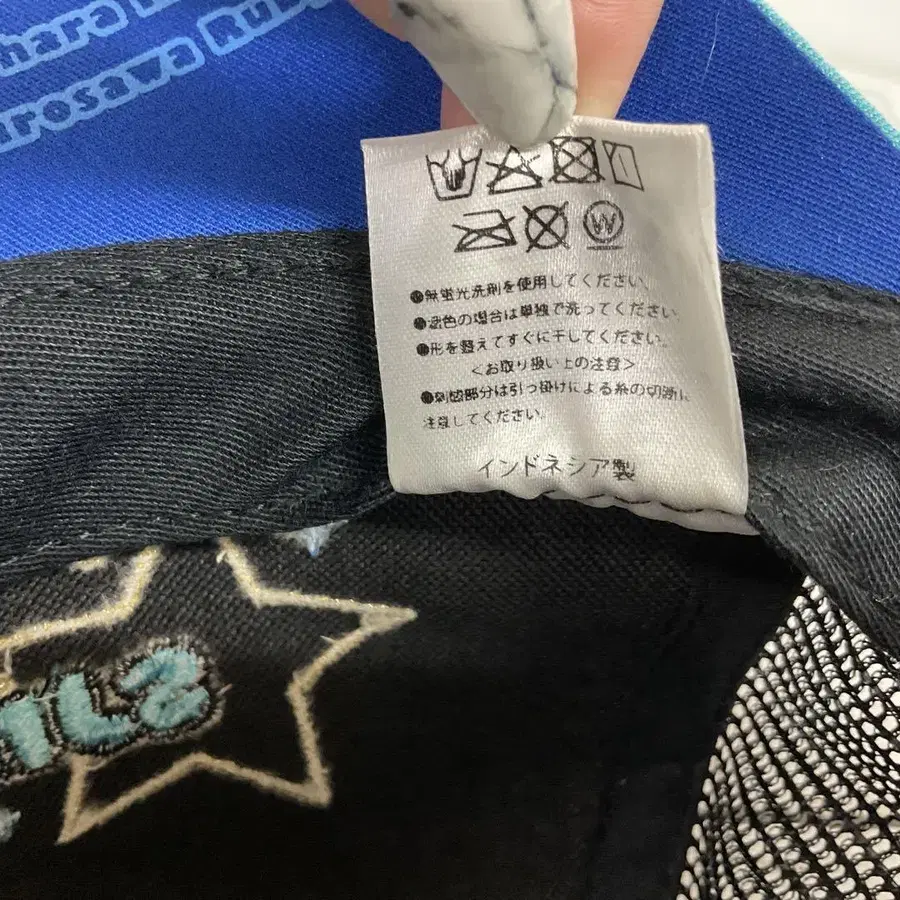 hara
Kurosawa Ruby
W
●無蛍光洗剤を使用してください。
●濃色の場合は単独で洗ってください。
●形を整えてすぐに干してください。
<お取り扱い上の注意>
●刺繍部分は引っ掛けによる糸の切断に
注意してください。
インドネシア製